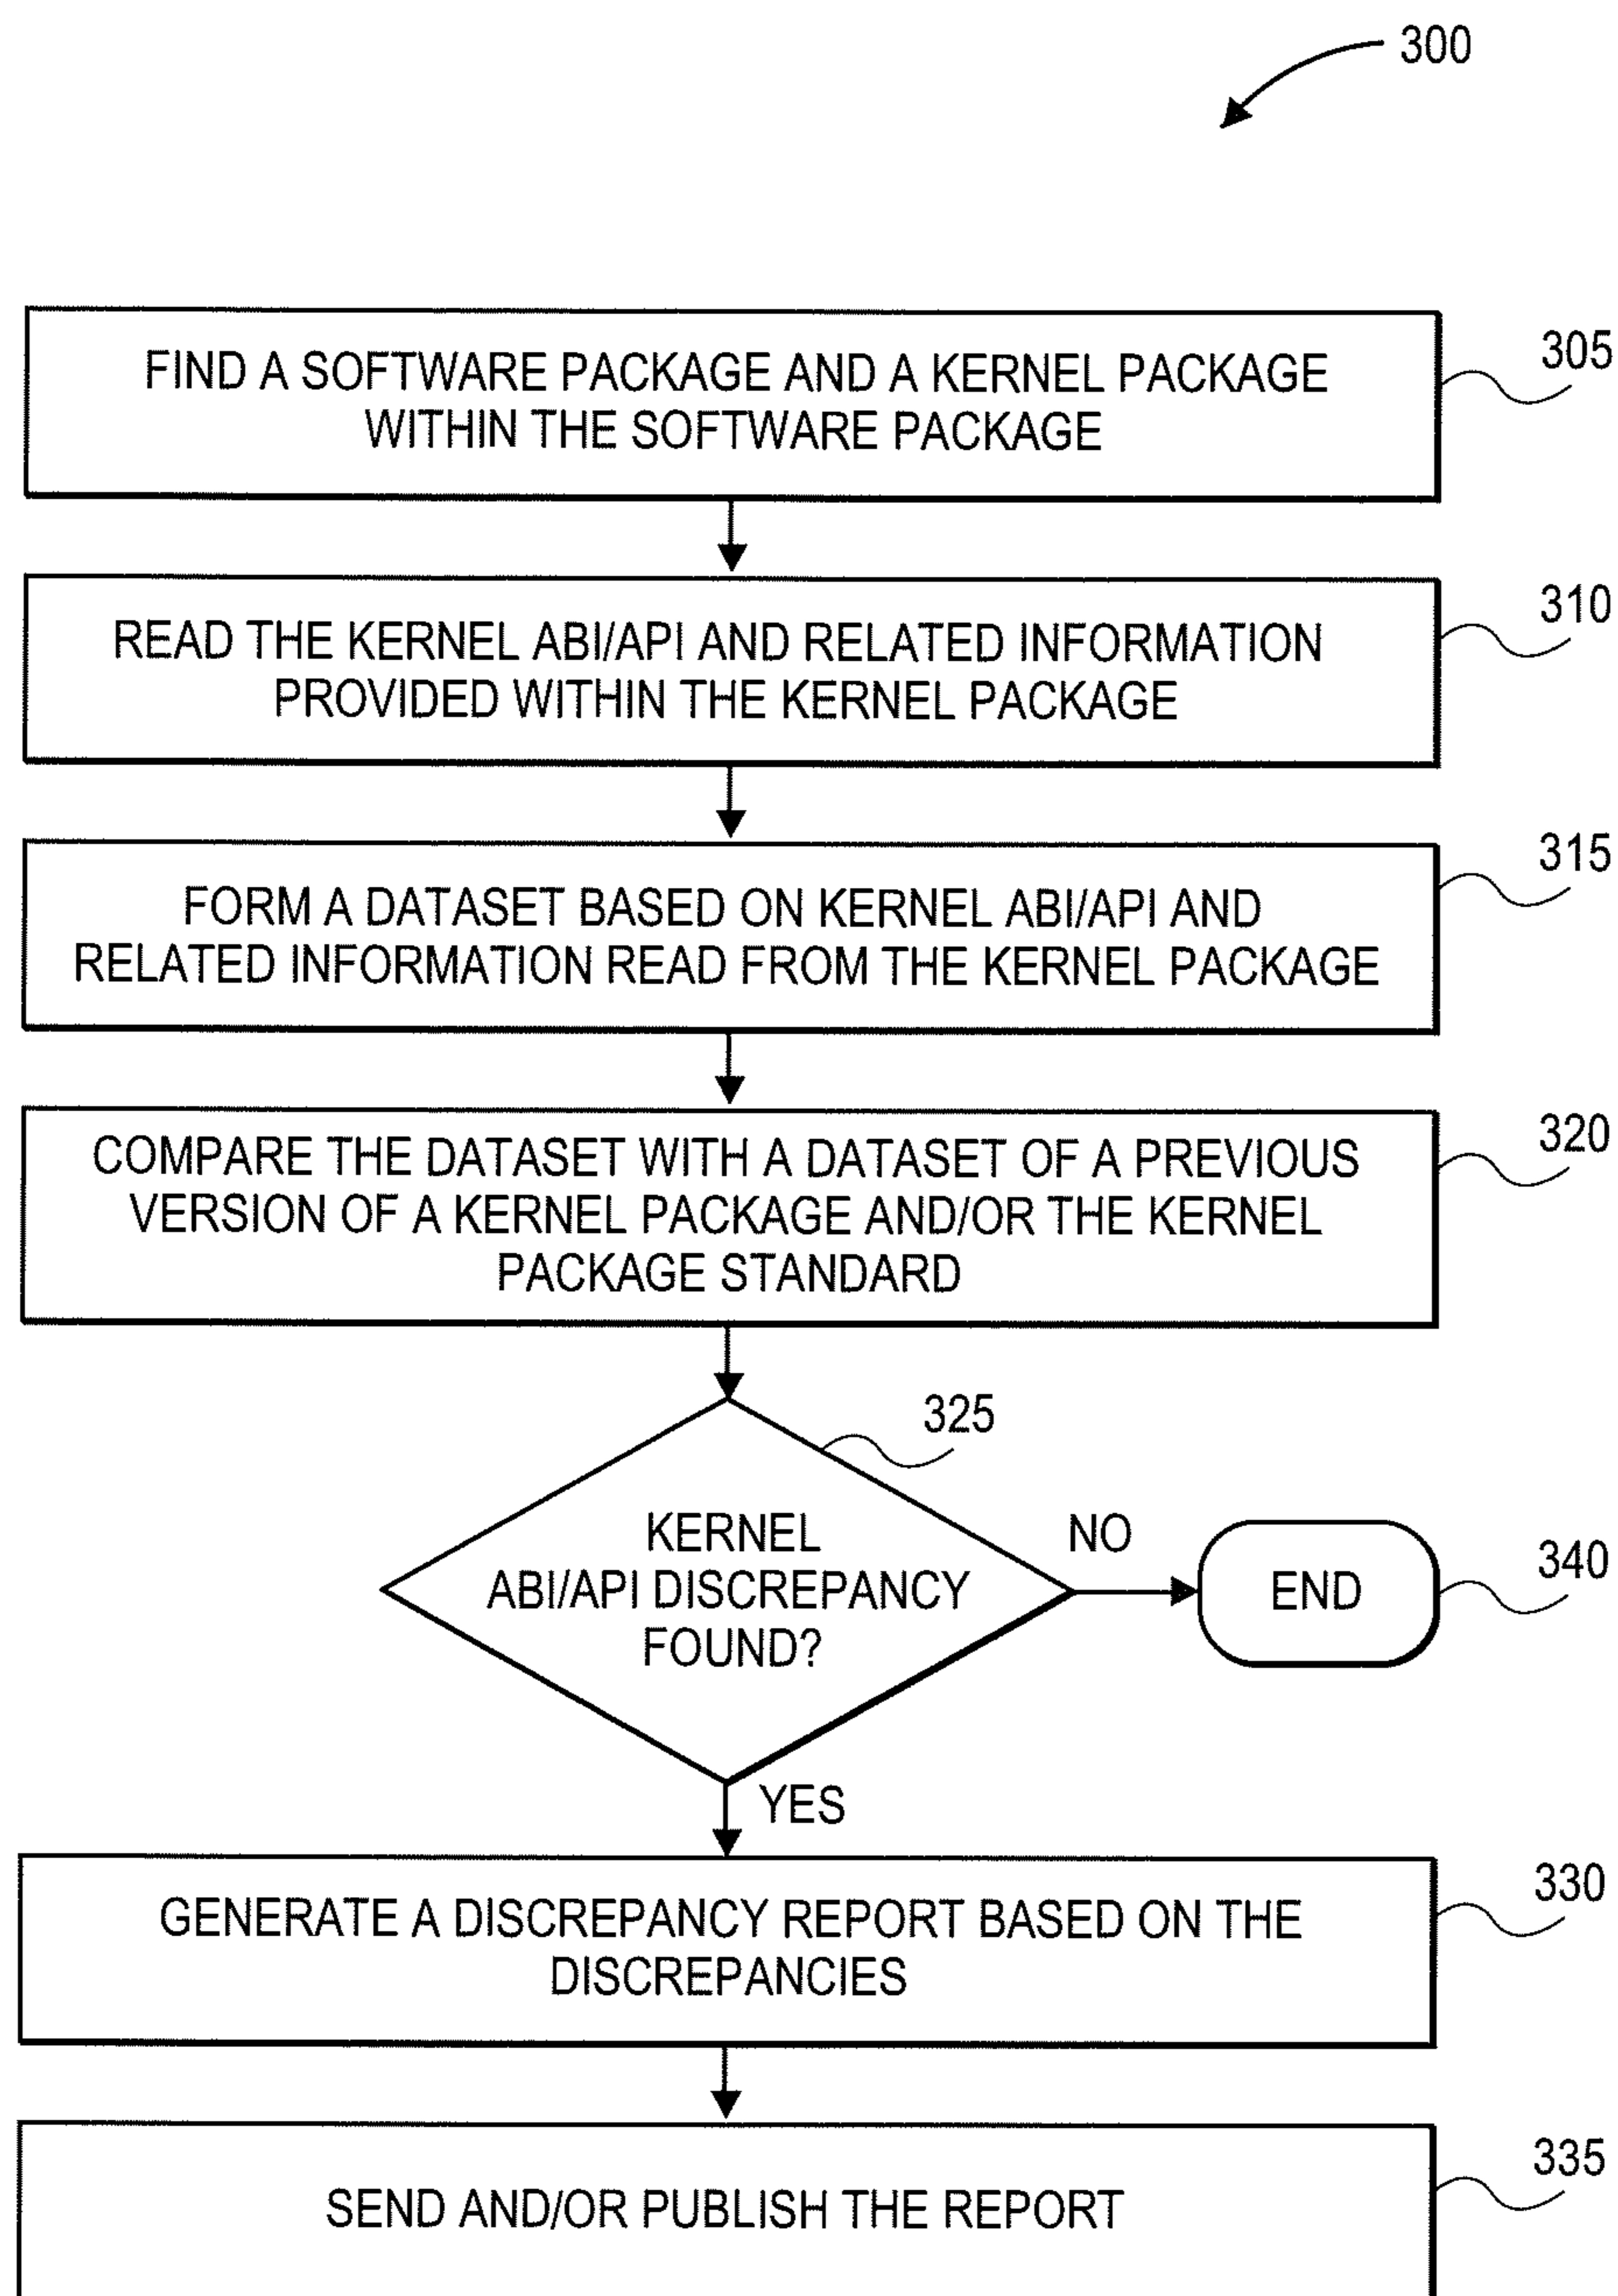 300
FIND A SOFTWARE PACKAGE AND A KERNEL PACKAGE
WITHIN THE SOFTWARE PACKAGE
305
READ THE KERNEL ABI/API AND RELATED INFORMATION
PROVIDED WITHIN THE KERNEL PACKAGE
310
FORM A DATASET BASED ON KERNEL ABI/API AND
RELATED INFORMATION READ FROM THE KERNEL PACKAGE
315
COMPARE THE DATASET WITH A DATASET OF A PREVIOUS
VERSION OF A KERNEL PACKAGE AND/OR THE KERNEL
PACKAGE STANDARD
320
325
KERNEL
ABI/API DISCREPANCY
FOUND?
NO
END
340
YES
GENERATE A DISCREPANCY REPORT BASED ON THE
DISCREPANCIES
330
SEND AND/OR PUBLISH THE REPORT
335